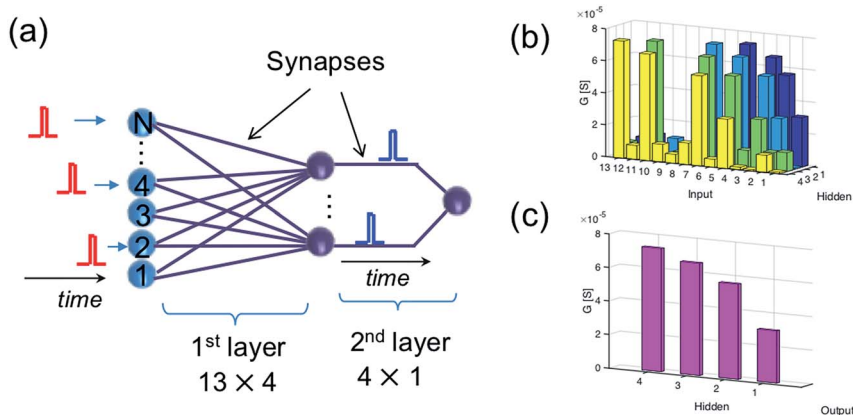 (a)
Synapses
N
4
3
2
1
time
time
1st layer
13 × 4
2nd layer
4 × 1
(b)
×10-5
G [S]
8
6
4
2
0
13 12 11 10 9 8 7 6 5 4 3 2 1
Input
4 3 2 1
Hidden
(c)
×10-5
G [S]
8
6
4
2
0
4 3 2 1
Hidden
Output